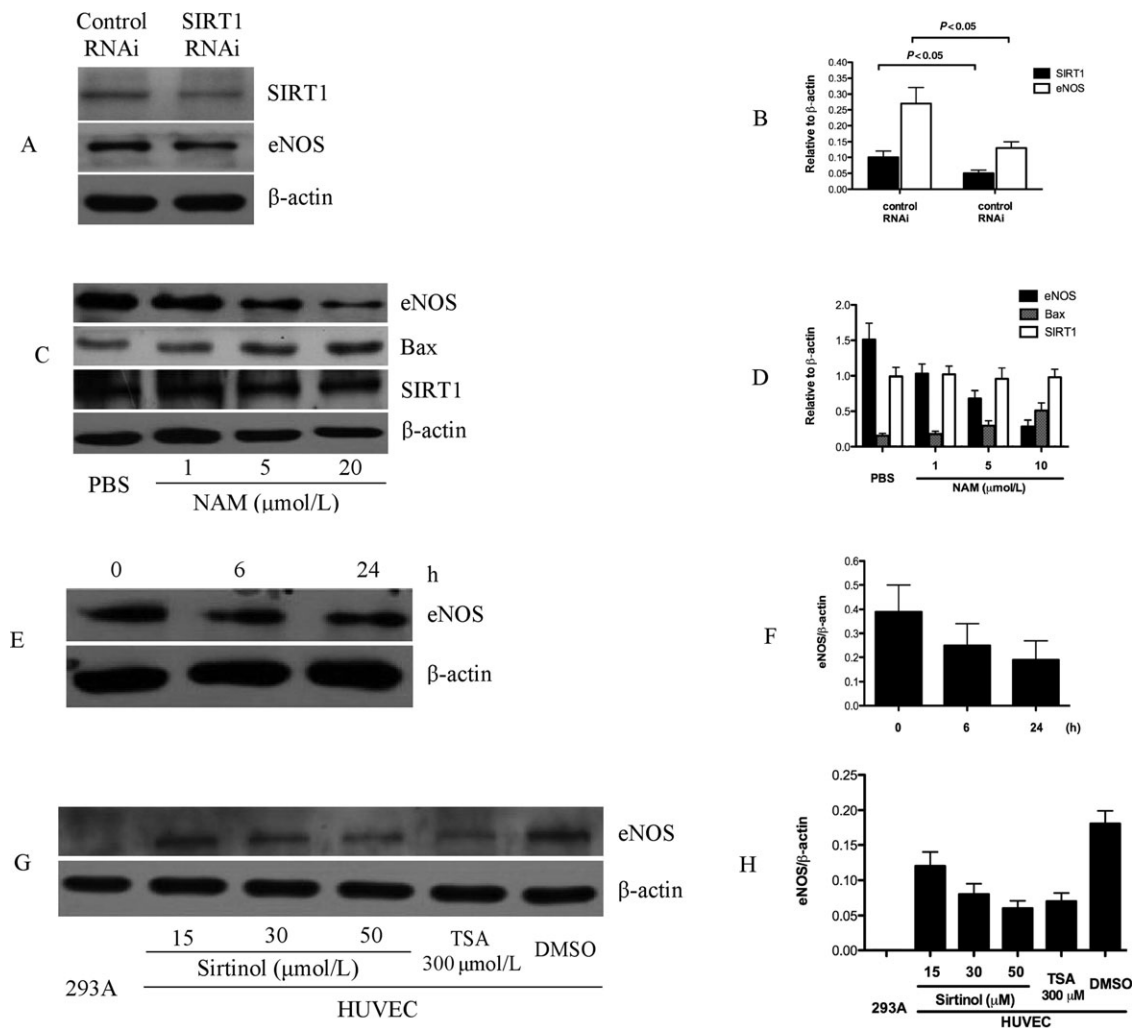 Control SIRT1
RNAi RNAi
A
SIRT1
eNOS
β-actin
B
P<0.05
P<0.05
SIRT1
eNOS
Relative to β-actin
0.40
0.35
0.30
0.25
0.20
0.15
0.10
0.05
0.00
control control
RNAi RNAi
C
eNOS
Bax
SIRT1
β-actin
PBS
1 5 20
NAM (μmol/L)
D
eNOS
Bax
SIRT1
Relative to β-actin
2.0
1.5
1.0
0.5
0.0
PBS 1 5 10
NAM (μmol/L)
E
0 6 24 h
eNOS
β-actin
F
eNOS/β-actin
0.6
0.5
0.4
0.3
0.2
0.1
0.0
0 6 24 (h)
G
eNOS
β-actin
15 30 50 TSA DMSO
Sirtinol (μmol/L) 300 μmol/L
293A
HUVEC
H
eNOS/β-actin
0.25
0.20
0.15
0.10
0.05
0.00
15 30 50 TSA DMSO
Sirtinol (μM) 300 μM
293A
HUVEC